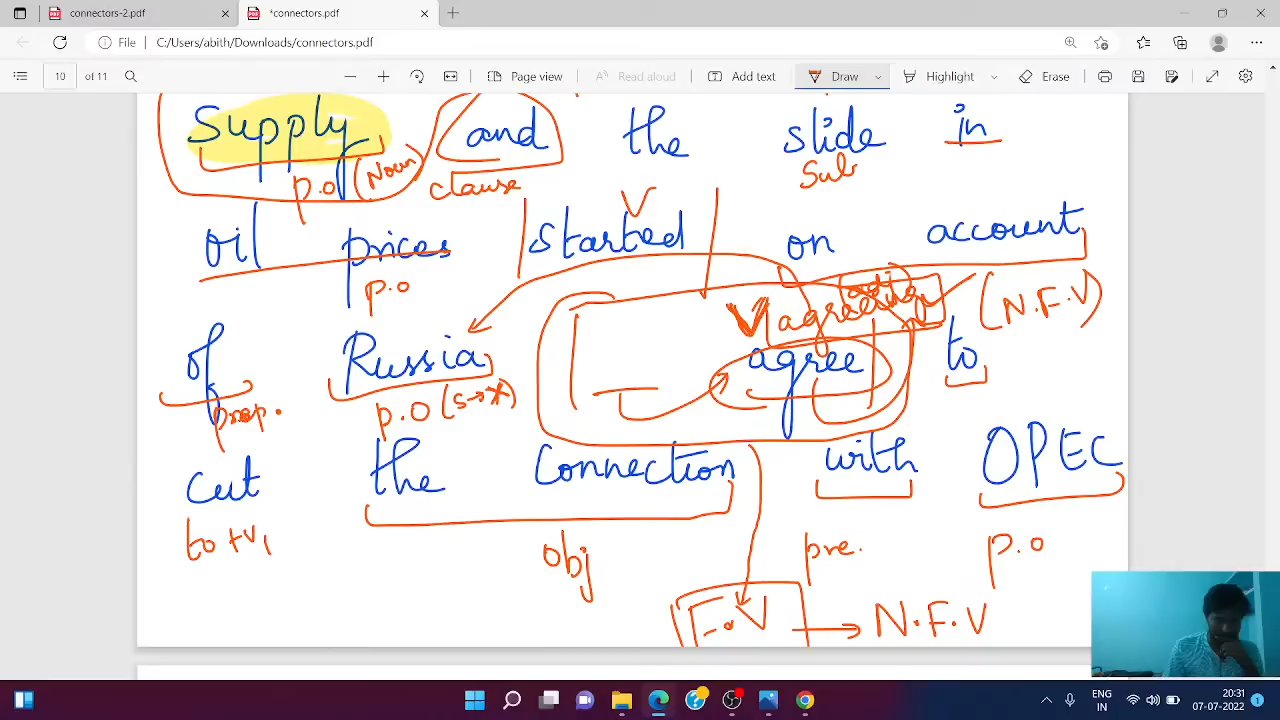 connectors-2.pdf
*connectors.pdf
File C:/Users/abith/Downloads/connectors.pdf
10 of 11
Page view
Read aloud
Add text
Draw
Highlight
Erase
Supply and the slide in
p.o (Noun) clause Sub
V
oil prices started on account
p.o
agreeing (N.F.V)
of Russia agree to
prep. p.o (s→x)
cut the connection with OPEC
to +V1 obj pre. p.o
F.V → N.F.V
ENG
IN
20:31
07-07-2022
1